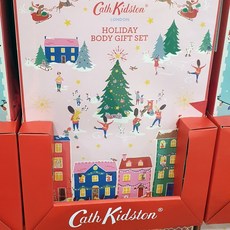 Cath Kidston
LONDON
HOLIDAY
BODY GIFT SET
Cath Kidston